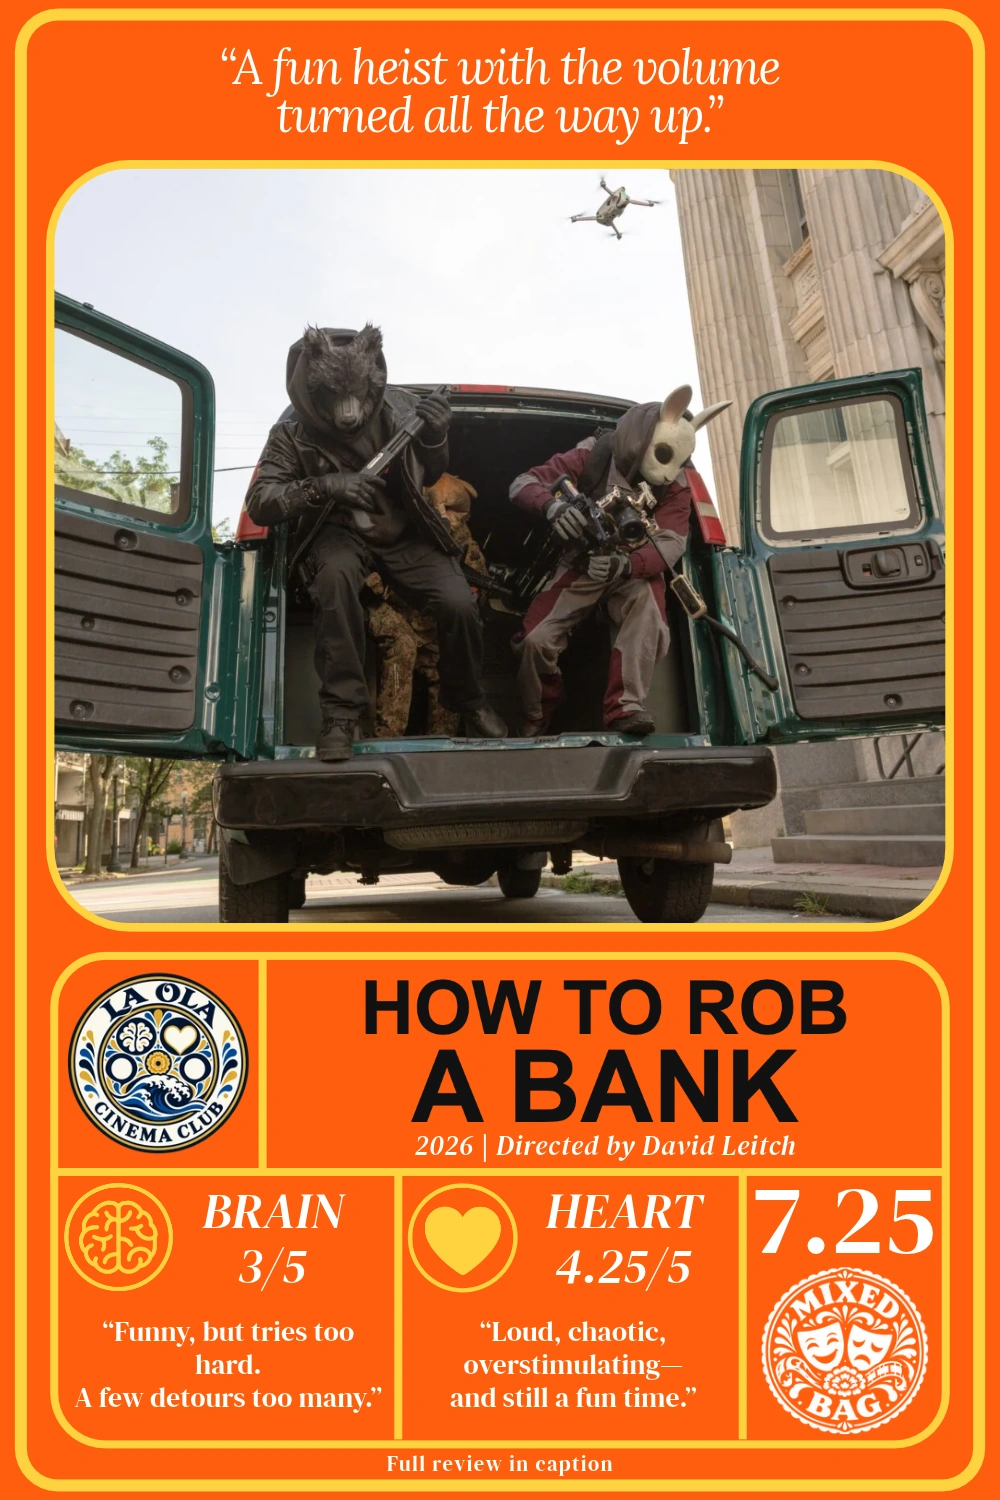 “A fun heist with the volume
turned all the way up.”
LA OLA
CINEMA CLUB
HOW TO ROB
A BANK
2026 | Directed by David Leitch
BRAIN
3/5
“Funny, but tries too
hard.
A few detours too many.”
HEART
4.25/5
“Loud, chaotic,
overstimulating—
and still a fun time.”
7.25
MIXED
BAG
Full review in caption